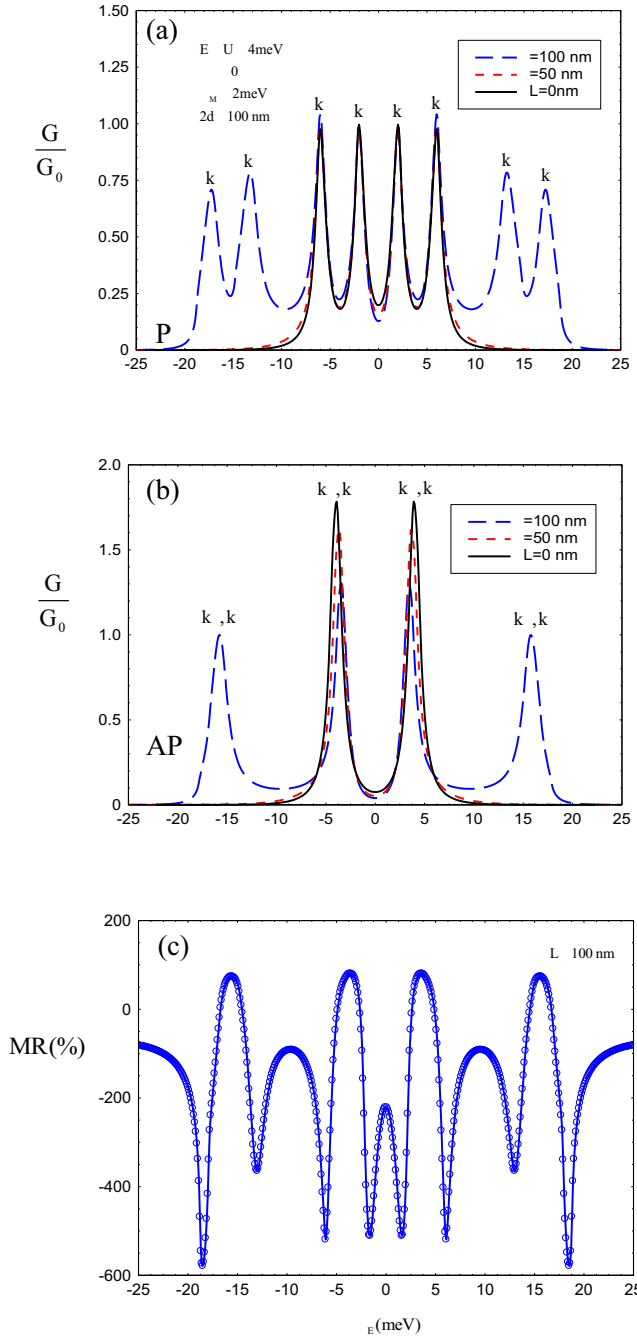 (a)
E U 4meV
0
M 2meV
2d 100 nm
=100 nm
=50 nm
L=0nm
k k k k
k k k k
G
G0
P
1.50
1.25
1.00
0.75
0.50
0.25
0
-25 -20 -15 -10 -5 0 5 10 15 20 25
(b)
k ,k k ,k
=100 nm
=50 nm
L=0 nm
k ,k k ,k
G
G0
AP
2.0
1.5
1.0
0.5
0
-25 -20 -15 -10 -5 0 5 10 15 20 25
(c)
L 100 nm
MR(%)
200
0
-200
-400
-600
-25 -20 -15 -10 -5 0 5 10 15 20 25
E (meV)